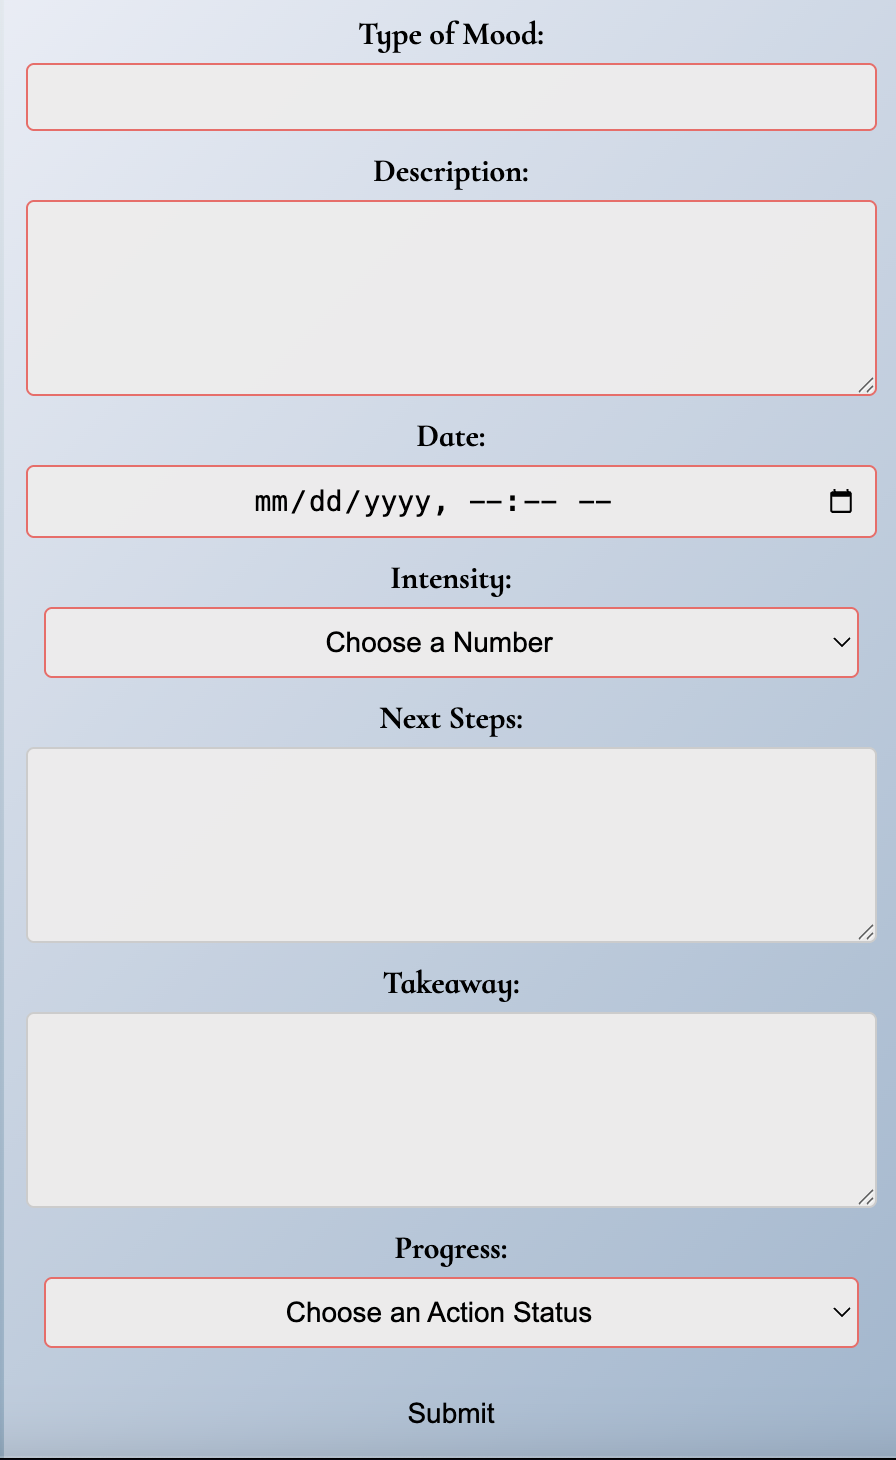 Type of Mood:
Description:
Date:
mm/dd/yyyy, --:-- --
Intensity:
Choose a Number
Next Steps:
Takeaway:
Progress:
Choose an Action Status
Submit